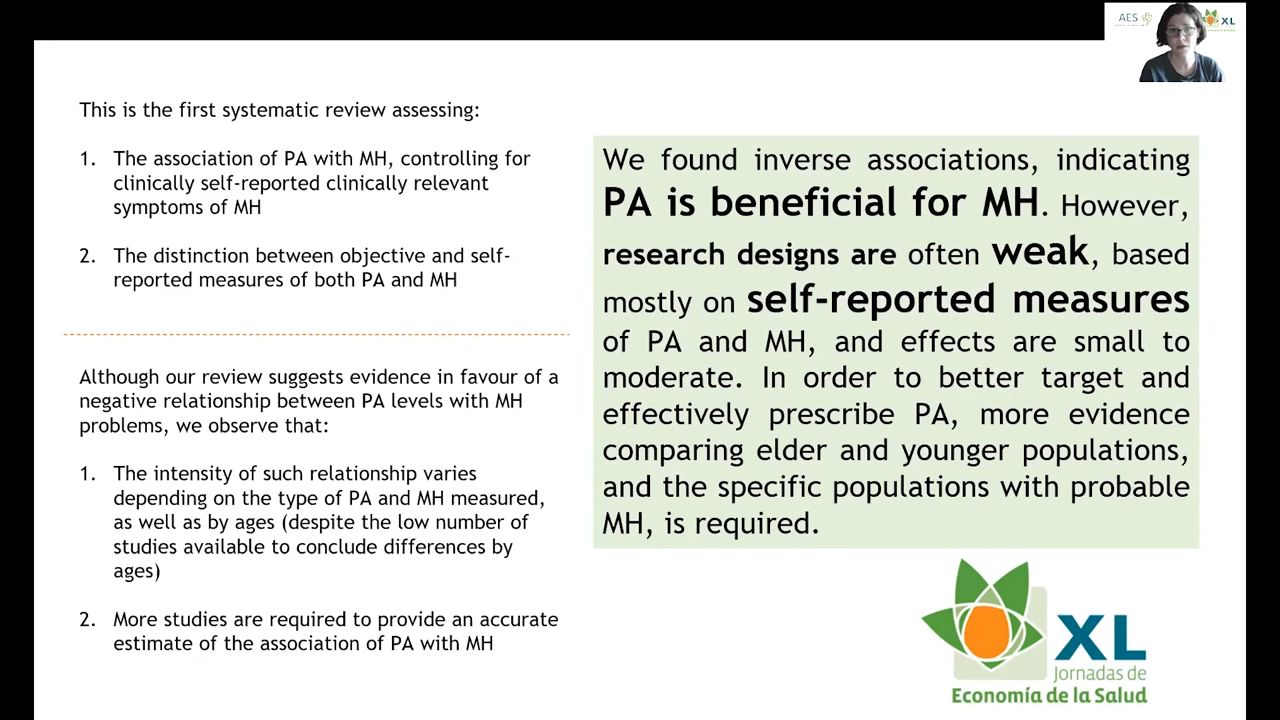 This is the first systematic review assessing:
1. The association of PA with MH, controlling for
clinically self-reported clinically relevant
symptoms of MH
2. The distinction between objective and self-
reported measures of both PA and MH
Although our review suggests evidence in favour of a
negative relationship between PA levels with MH
problems, we observe that:
1. The intensity of such relationship varies
depending on the type of PA and MH measured,
as well as by ages (despite the low number of
studies available to conclude differences by
ages)
2. More studies are required to provide an accurate
estimate of the association of PA with MH
We found inverse associations, indicating
PA is beneficial for MH. However,
research designs are often weak, based
mostly on self-reported measures
of PA and MH, and effects are small to
moderate. In order to better target and
effectively prescribe PA, more evidence
comparing elder and younger populations,
and the specific populations with probable
MH, is required.
XL
Jornadas de
Economía de la Salud
AES
XL